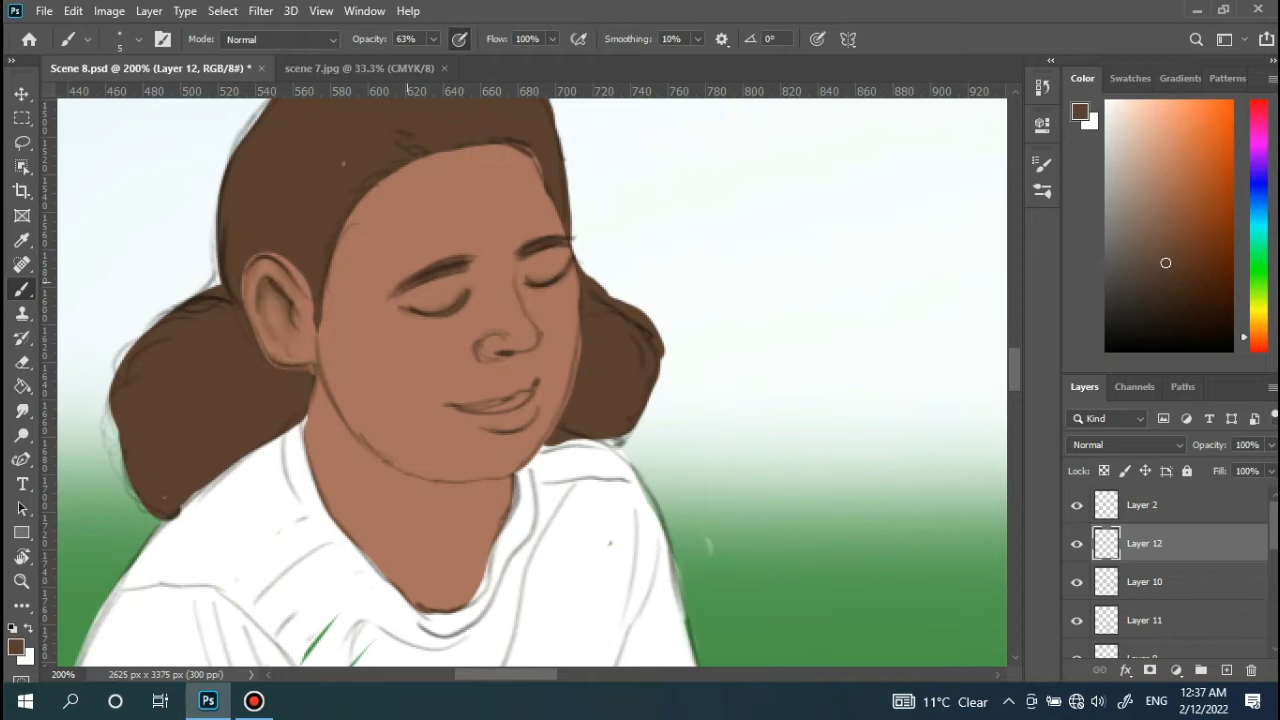 Ps File Edit Image Layer Type Select Filter 3D View Window Help
5 Mode: Normal Opacity: 63% Flow: 100% Smoothing: 10% 0°
Scene 8.psd @ 200% (Layer 12, RGB/8#) * × scene 7.jpg @ 33.3% (CMYK/8) ×
440 460 480 500 520 540 560 580 600 620 640 660 680 700 720 740 760 780 800 820 840 860 880 900 920
Color Swatches Gradients Patterns
Layers Channels Paths
Kind
Normal Opacity: 100%
Lock: Fill: 100%
Layer 2
Layer 12
Layer 10
Layer 11
200% 2625 px x 3375 px (300 ppi)
Ps 11°C Clear ENG 12:37 AM
2/12/2022